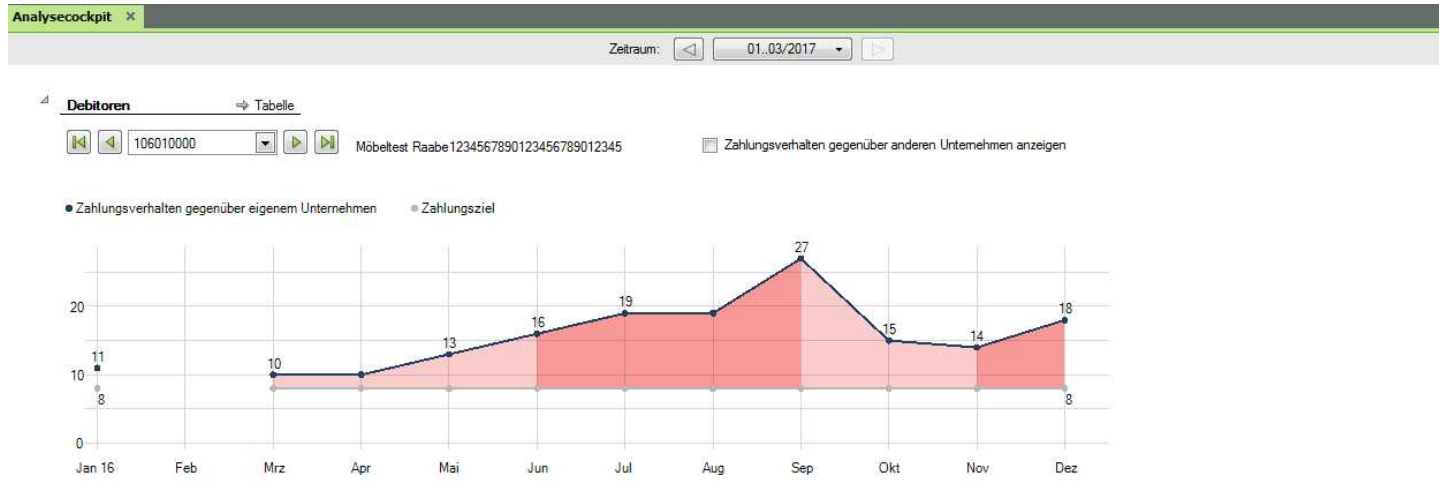 Analysecockpit ×
Zeitraum: 01..03/2017
Debitoren Tabelle
106010000 Möbeltest Raabe1234567890123456789012345 Zahlungsverhalten gegenüber anderen Unternehmen anzeigen
Zahlungsverhalten gegenüber eigenem Unternehmen Zahlungsziel
27
20 19 18
16
15
14
13
11
10
10
8 8
0
Jan 16 Feb Mrz Apr Mai Jun Jul Aug Sep Okt Nov Dez